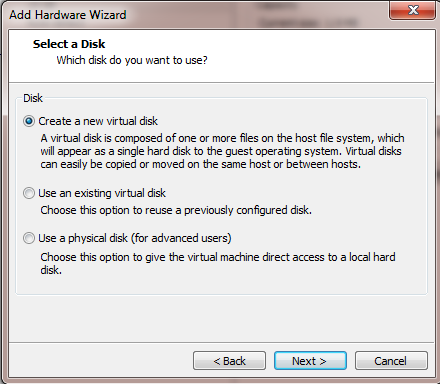 Add Hardware Wizard
Select a Disk
Which disk do you want to use?
Disk
Create a new virtual disk
A virtual disk is composed of one or more files on the host file system, which
will appear as a single hard disk to the guest operating system. Virtual disks
can easily be copied or moved on the same host or between hosts.
Use an existing virtual disk
Choose this option to reuse a previously configured disk.
Use a physical disk (for advanced users)
Choose this option to give the virtual machine direct access to a local hard
disk.
< Back Next > Cancel